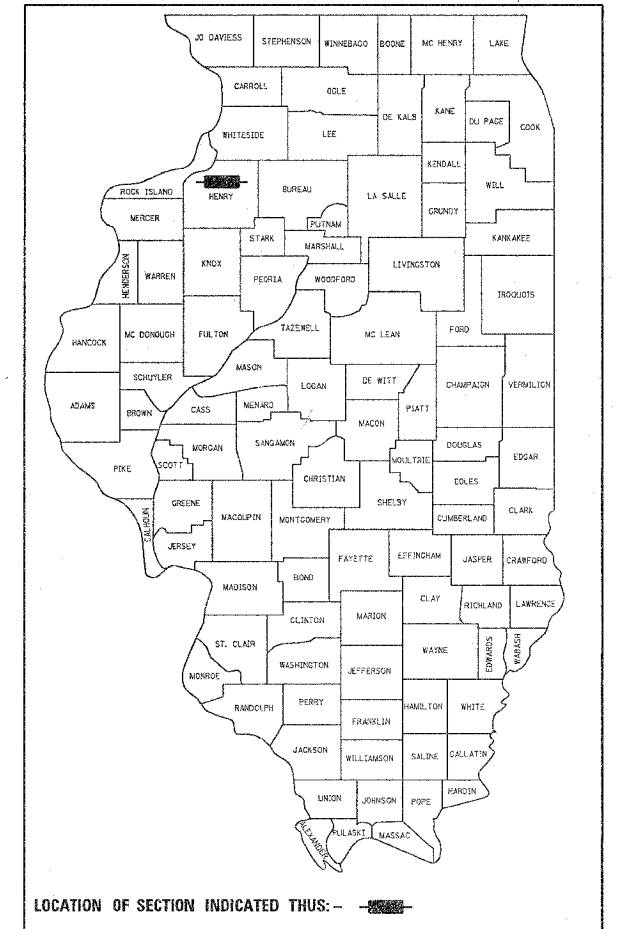 JO DAVIESS STEPHENSON WINNEBAGO BOONE MC HENRY LAKE
CARROLL OGLE DE KALB KANE DU PAGE COOK
WHITESIDE LEE
KENDALL WILL
ROCK ISLAND HENRY BUREAU LA SALLE
MERCER PUTNAM GRUNDY
STARK MARSHALL KANKAKEE
HENDERSON WARREN KNOX PEORIA WOODFORD LIVINGSTON IROQUOIS
HANCOCK MC DONOUGH FULTON TAZEWELL MC LEAN FORD
MASON
SCHUYLER LOGAN DE WITT CHAMPAIGN VERMILION
ADAMS BROWN CASS MENARD PIATT
MACON
MORGAN SANGAMON MOULTRIE DOUGLAS EDGAR
PIKE SCOTT CHRISTIAN COLES
SHELBY
GREENE MACOUPIN MONTGOMERY CUMBERLAND CLARK
CALHOUN JERSEY
FAYETTE EFFINGHAM JASPER CRAWFORD
MADISON BOND
CLAY RICHLAND LAWRENCE
CLINTON MARION
ST. CLAIR WAYNE EDWARDS WABASH
WASHINGTON JEFFERSON
MONROE
RANDOLPH PERRY HAMILTON WHITE
FRANKLIN
JACKSON WILLIAMSON SALINE GALLATIN
UNION JOHNSON POPE HARDIN
ALEXANDER PULASKI MASSAC
LOCATION OF SECTION INDICATED THUS: -